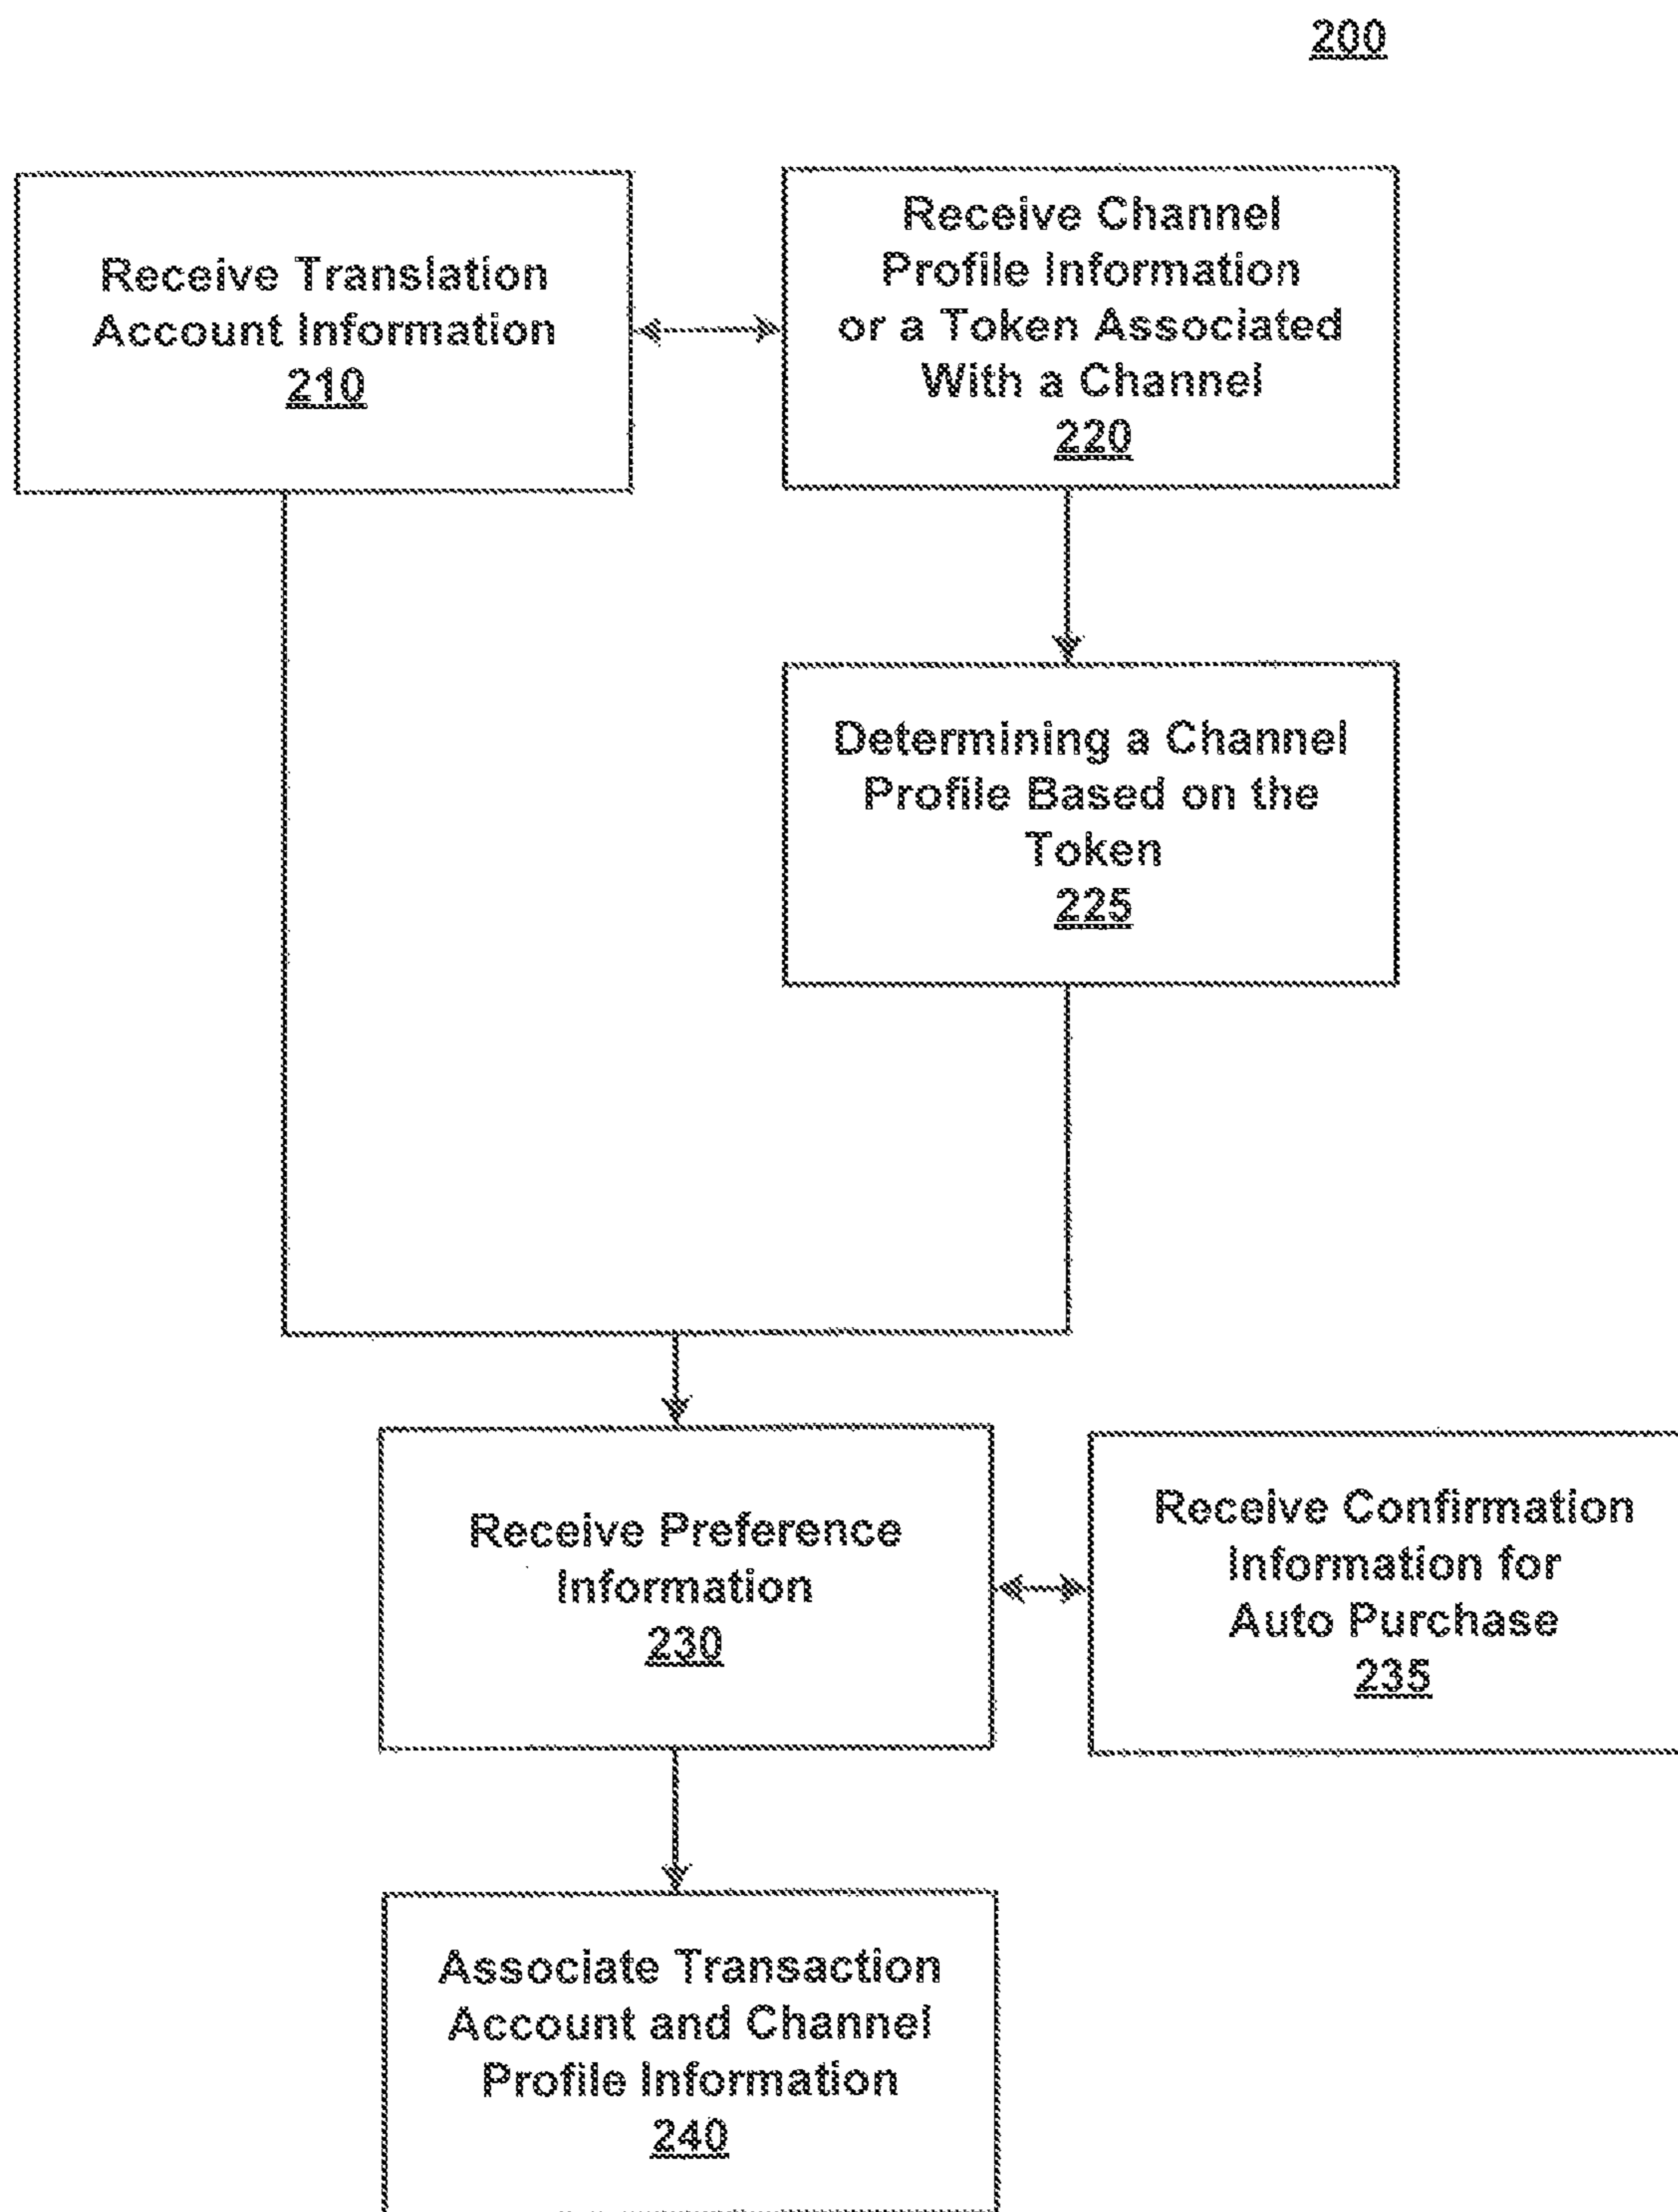 200
Receive Translation
Account Information
210
Receive Channel
Profile Information
or a Token Associated
With a Channel
220
Determining a Channel
Profile Based on the
Token
225
Receive Preference
Information
230
Receive Confirmation
Information for
Auto Purchase
235
Associate Transaction
Account and Channel
Profile Information
240